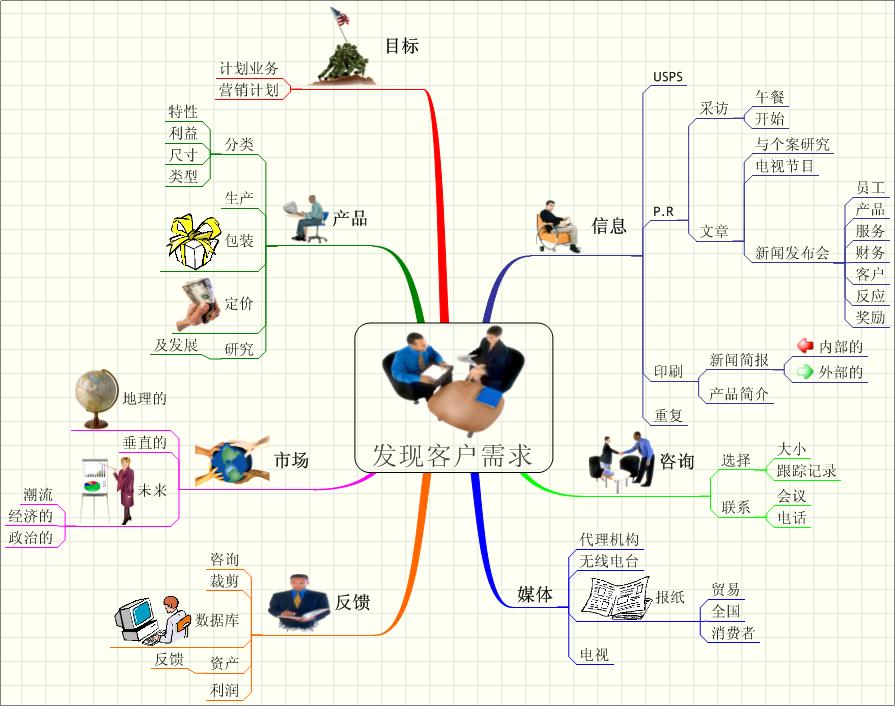 发现客户需求
目标
计划业务
营销计划
产品
分类
特性
利益
尺寸
类型
生产
包装
定价
研究
及发展
市场
地理的
垂直的
未来
潮流
经济的
政治的
反馈
咨询
裁剪
数据库
资产
反馈
利润
信息
USPS
P.R
采访
午餐
开始
文章
与个案研究
电视节目
新闻发布会
员工
产品
服务
财务
客户
反应
奖励
印刷
新闻简报
内部的
外部的
产品简介
重复
咨询
选择
大小
跟踪记录
联系
会议
电话
媒体
代理机构
无线电台
报纸
贸易
全国
消费者
电视